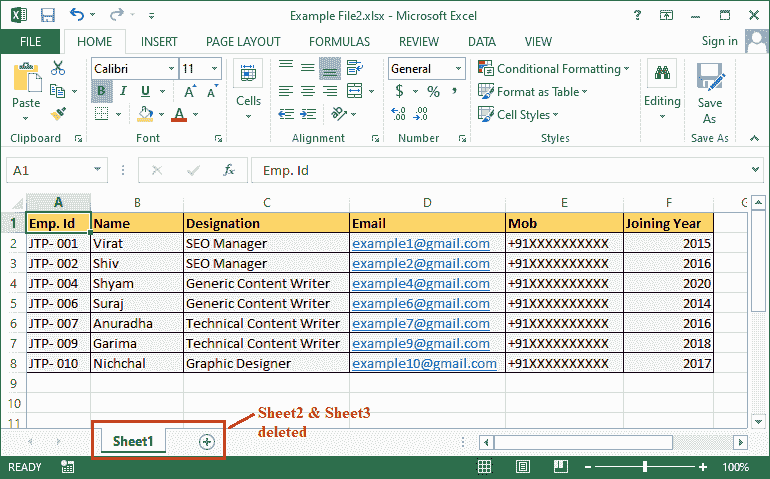 Example File2.xlsx - Microsoft Excel
FILE HOME INSERT PAGE LAYOUT FORMULAS REVIEW DATA VIEW Sign in
Calibri 11 General
Paste
B I U
Cells
$ % ,
Conditional Formatting
Format as Table
Cell Styles
Editing
Save As
Clipboard Font Alignment Number Styles Save As
A1 fx Emp. Id
A B C D E F G
1 Emp. Id Name Designation Email Mob Joining Year
2 JTP- 001 Virat SEO Manager example1@gmail.com +91XXXXXXXXXX 2015
3 JTP- 002 Shiv SEO Manager example2@gmail.com +91XXXXXXXXXX 2016
4 JTP- 004 Shyam Generic Content Writer example4@gmail.com +91XXXXXXXXXX 2020
5 JTP- 006 Suraj Generic Content Writer example6@gmail.com +91XXXXXXXXXX 2014
6 JTP- 007 Anuradha Technical Content Writer example7@gmail.com +91XXXXXXXXXX 2016
7 JTP- 009 Garima Technical Content Writer example9@gmail.com +91XXXXXXXXXX 2018
8 JTP- 010 Nichchal Graphic Designer example10@gmail.com +91XXXXXXXXXX 2017
9
10
11
Sheet2 & Sheet3
deleted
Sheet1
READY 100%